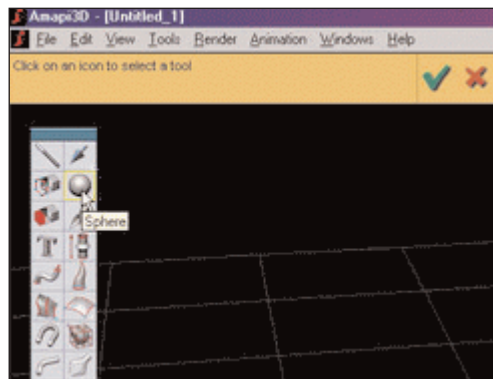 Amapi3D - [Untitled_1]
File Edit View Tools Render Animation Windows Help
Click on an icon to select a tool
Sphere
T